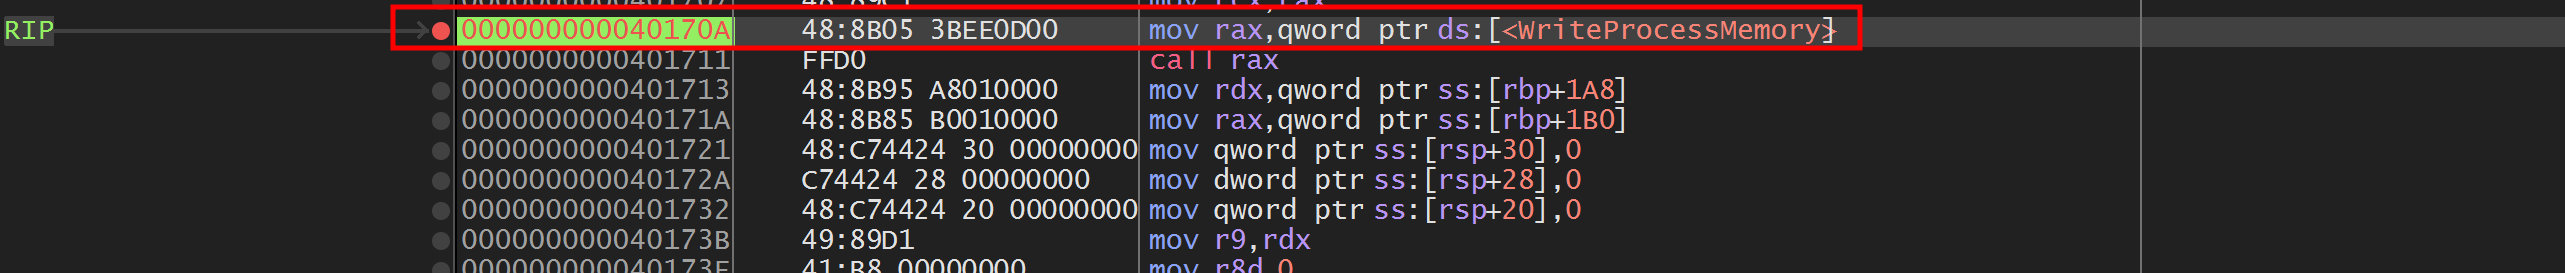 RIP 000000000040170A 48:8B05 3BEE0D00 mov rax,qword ptr ds:[<WriteProcessMemory>]
0000000000401711 FFD0 call rax
0000000000401713 48:8B95 A8010000 mov rdx,qword ptr ss:[rbp+1A8]
000000000040171A 48:8B85 B0010000 mov rax,qword ptr ss:[rbp+1B0]
0000000000401721 48:C74424 30 00000000 mov qword ptr ss:[rsp+30],0
000000000040172A C74424 28 00000000 mov dword ptr ss:[rsp+28],0
0000000000401732 48:C74424 20 00000000 mov qword ptr ss:[rsp+20],0
000000000040173B 49:89D1 mov r9,rdx
000000000040173E 41:B8 00000000 mov r8d,0